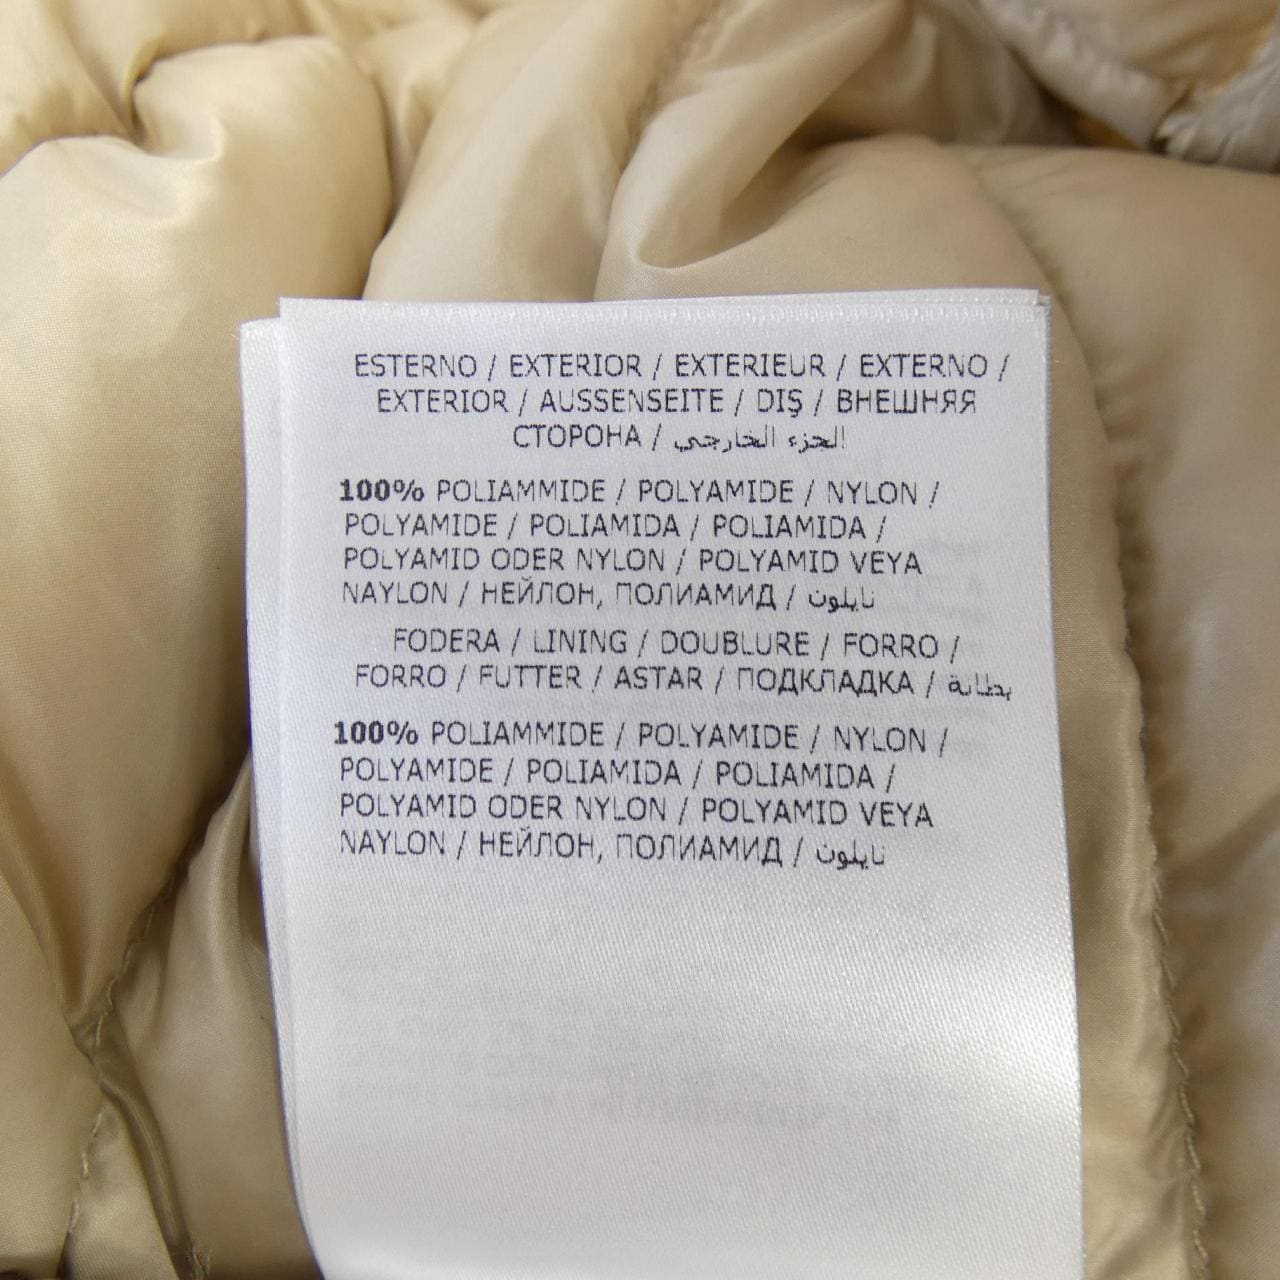 ESTERNO / EXTERIOR / EXTERIEUR / EXTERNO /
EXTERIOR / AUSSENSEITE / DIŞ / ВНЕШНЯЯ
СТОРОНА / الجزء الخارجي
100% POLIAMMIDE / POLYAMIDE / NYLON /
POLYAMIDE / POLIAMIDA / POLIAMIDA /
POLYAMID ODER NYLON / POLYAMID VEYA
NAYLON / НЕЙЛОН, ПОЛИАМИД / نايلون
FODERA / LINING / DOUBLURE / FORRO /
FORRO / FUTTER / ASTAR / ПОДКЛАДКА / بطانة
100% POLIAMMIDE / POLYAMIDE / NYLON /
POLYAMIDE / POLIAMIDA / POLIAMIDA /
POLYAMID ODER NYLON / POLYAMID VEYA
NAYLON / НЕЙЛОН, ПОЛИАМИД / نايلون